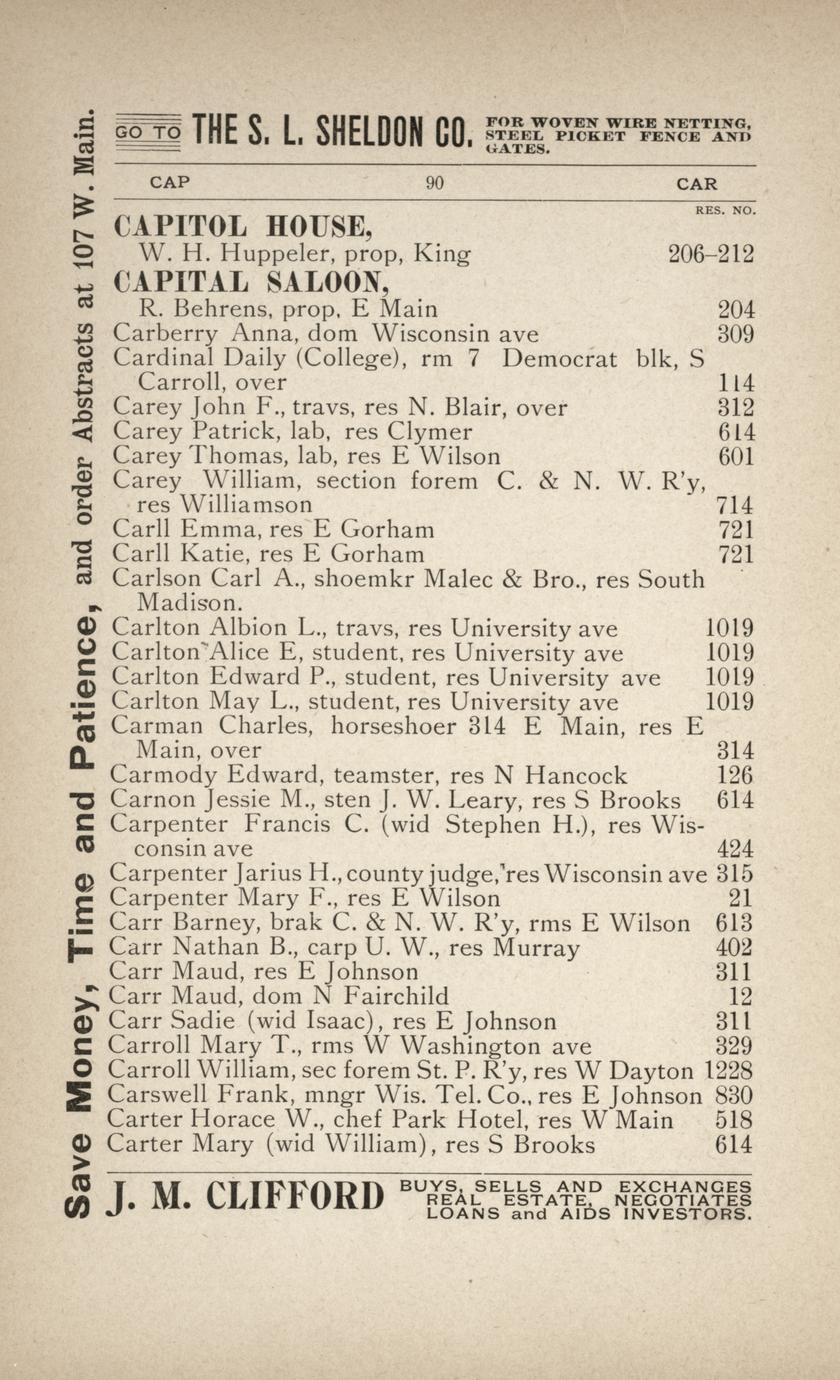 GO TO THE S. L. SHELDON CO. FOR WOVEN WIRE NETTING,
STEEL PICKET FENCE AND
GATES.
CAP 90 CAR
RES. NO.
CAPITOL HOUSE,
W. H. Huppeler, prop, King 206–212
CAPITAL SALOON,
R. Behrens, prop, E Main 204
Carberry Anna, dom Wisconsin ave 309
Cardinal Daily (College), rm 7 Democrat blk, S
Carroll, over 114
Carey John F., travs, res N. Blair, over 312
Carey Patrick, lab, res Clymer 614
Carey Thomas, lab, res E Wilson 601
Carey William, section forem C. & N. W. R'y,
res Williamson 714
Carll Emma, res E Gorham 721
Carll Katie, res E Gorham 721
Carlson Carl A., shoemkr Malec & Bro., res South
Madison.
Carlton Albion L., travs, res University ave 1019
Carlton Alice E, student, res University ave 1019
Carlton Edward P., student, res University ave 1019
Carlton May L., student, res University ave 1019
Carman Charles, horseshoer 314 E Main, res E
Main, over 314
Carmody Edward, teamster, res N Hancock 126
Carnon Jessie M., sten J. W. Leary, res S Brooks 614
Carpenter Francis C. (wid Stephen H.), res Wis-
consin ave 424
Carpenter Jarius H., county judge, res Wisconsin ave 315
Carpenter Mary F., res E Wilson 21
Carr Barney, brak C. & N. W. R'y, rms E Wilson 613
Carr Nathan B., carp U. W., res Murray 402
Carr Maud, res E Johnson 311
Carr Maud, dom N Fairchild 12
Carr Sadie (wid Isaac), res E Johnson 311
Carroll Mary T., rms W Washington ave 329
Carroll William, sec forem St. P. R'y, res W Dayton 1228
Carswell Frank, mngr Wis. Tel. Co., res E Johnson 830
Carter Horace W., chef Park Hotel, res W Main 518
Carter Mary (wid William), res S Brooks 614
J. M. CLIFFORD BUYS, SELLS AND EXCHANGES
REAL ESTATE, NEGOTIATES
LOANS and AIDS INVESTORS.
Save Money, Time and Patience, and order Abstracts at 107 W. Main.